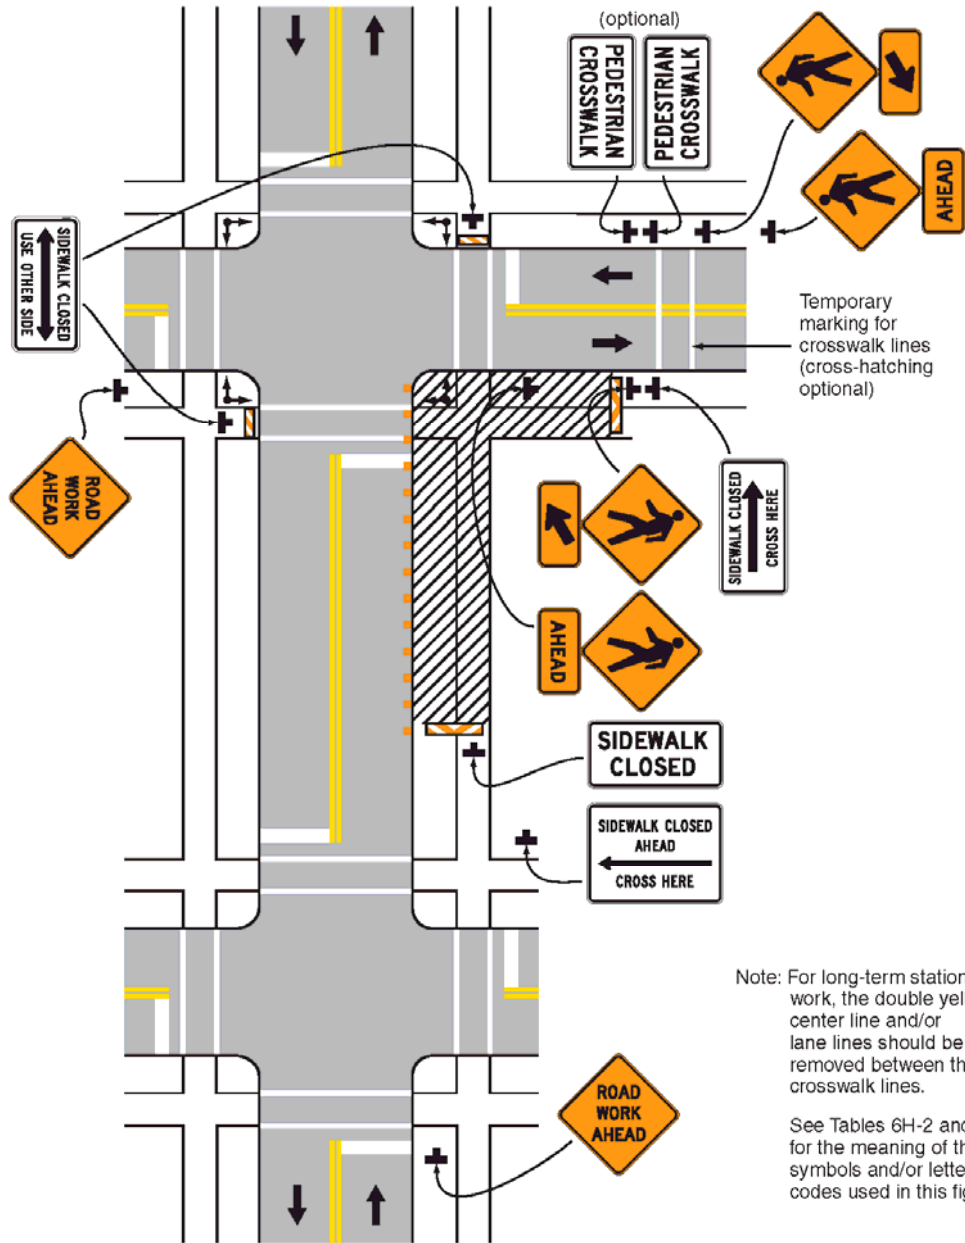 (optional)
PEDESTRIAN
CROSSWALK
PEDESTRIAN
CROSSWALK
AHEAD
SIDEWALK CLOSED
USE OTHER SIDE
Temporary
marking for
crosswalk lines
(cross-hatching
optional)
ROAD
WORK
AHEAD
SIDEWALK CLOSED
CROSS HERE
AHEAD
SIDEWALK
CLOSED
SIDEWALK CLOSED
AHEAD
CROSS HERE
Note: For long-term station
work, the double yel
center line and/or
lane lines should be
removed between th
crosswalk lines.
ROAD
WORK
AHEAD
See Tables 6H-2 and
for the meaning of th
symbols and/or lette
codes used in this fig